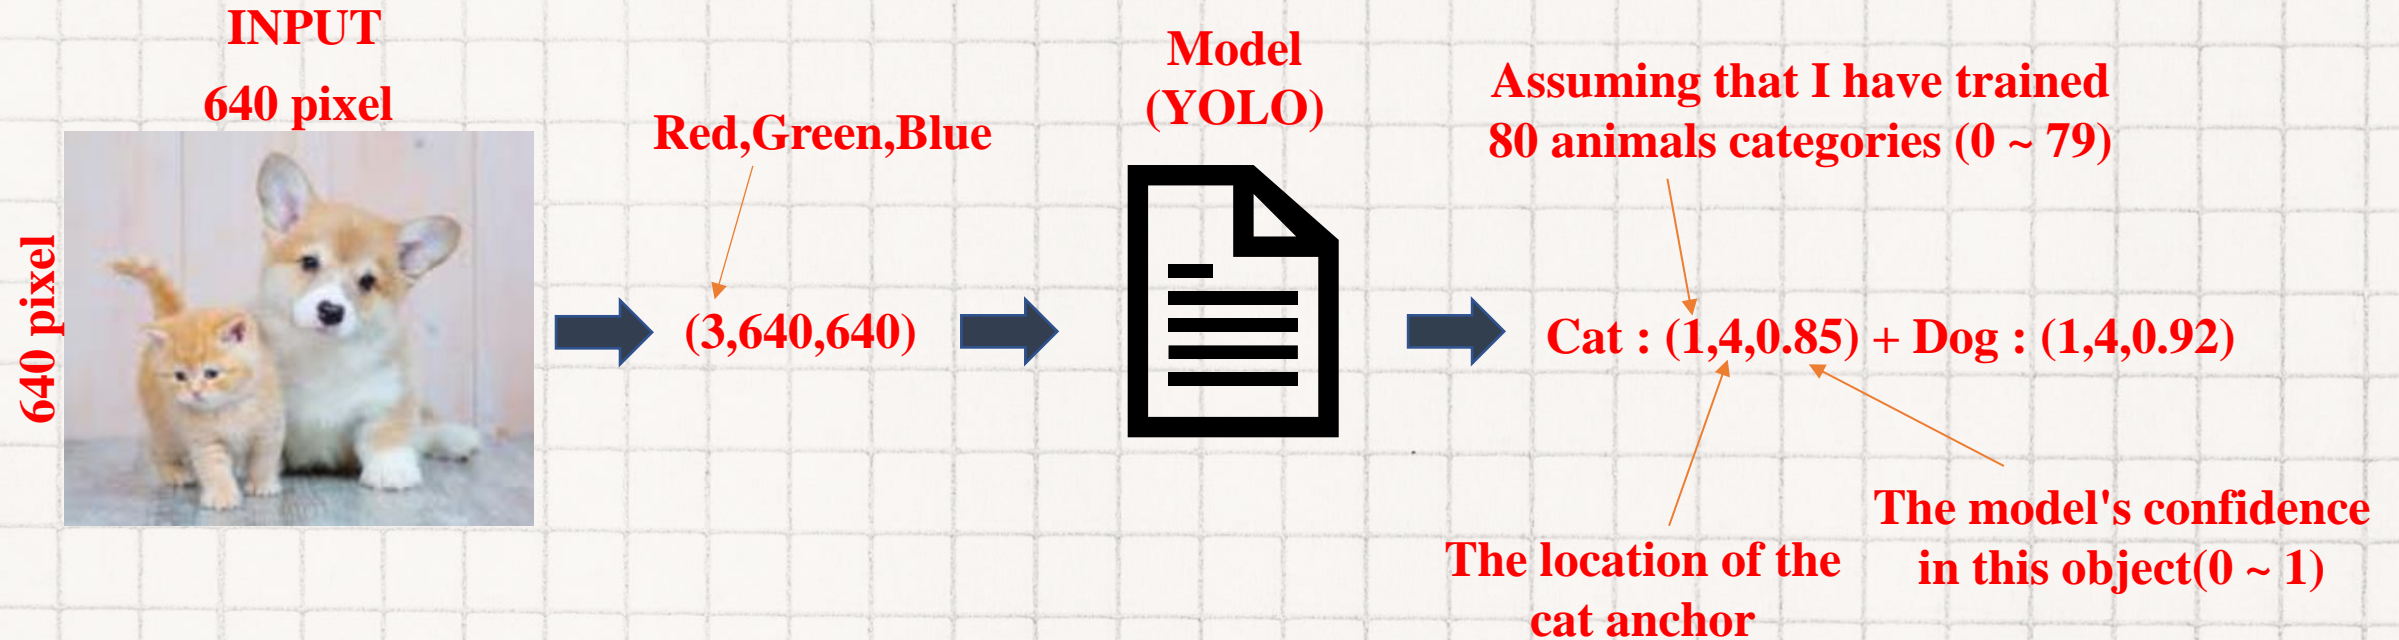 INPUT
640 pixel
640 pixel
Red,Green,Blue
(3,640,640)
Model
(YOLO)
Assuming that I have trained
80 animals categories (0 ~ 79)
Cat : (1,4,0.85) + Dog : (1,4,0.92)
The location of the
cat anchor
The model's confidence
in this object(0 ~ 1)